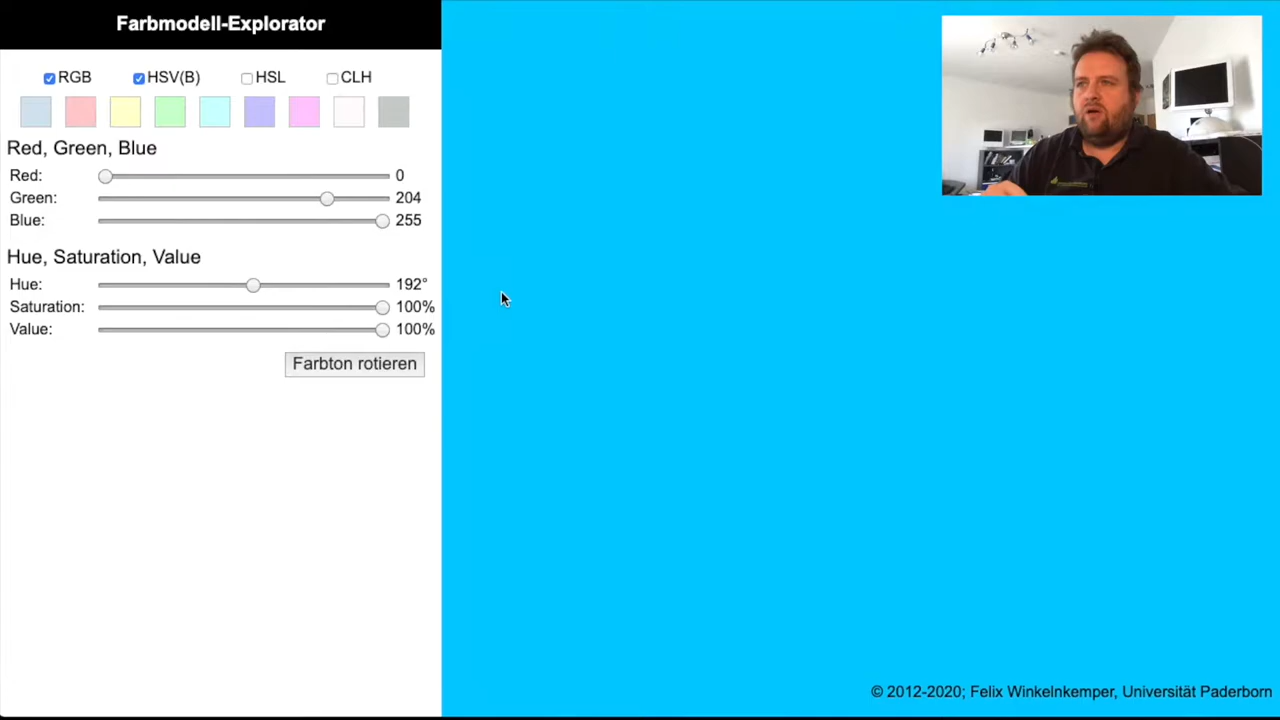 Farbmodell-Explorator
RGB HSV(B) HSL CLH
Red, Green, Blue
Red: 0
Green: 204
Blue: 255
Hue, Saturation, Value
Hue: 192°
Saturation: 100%
Value: 100%
Farbton rotieren
© 2012-2020; Felix Winkelnkemper, Universität Paderborn